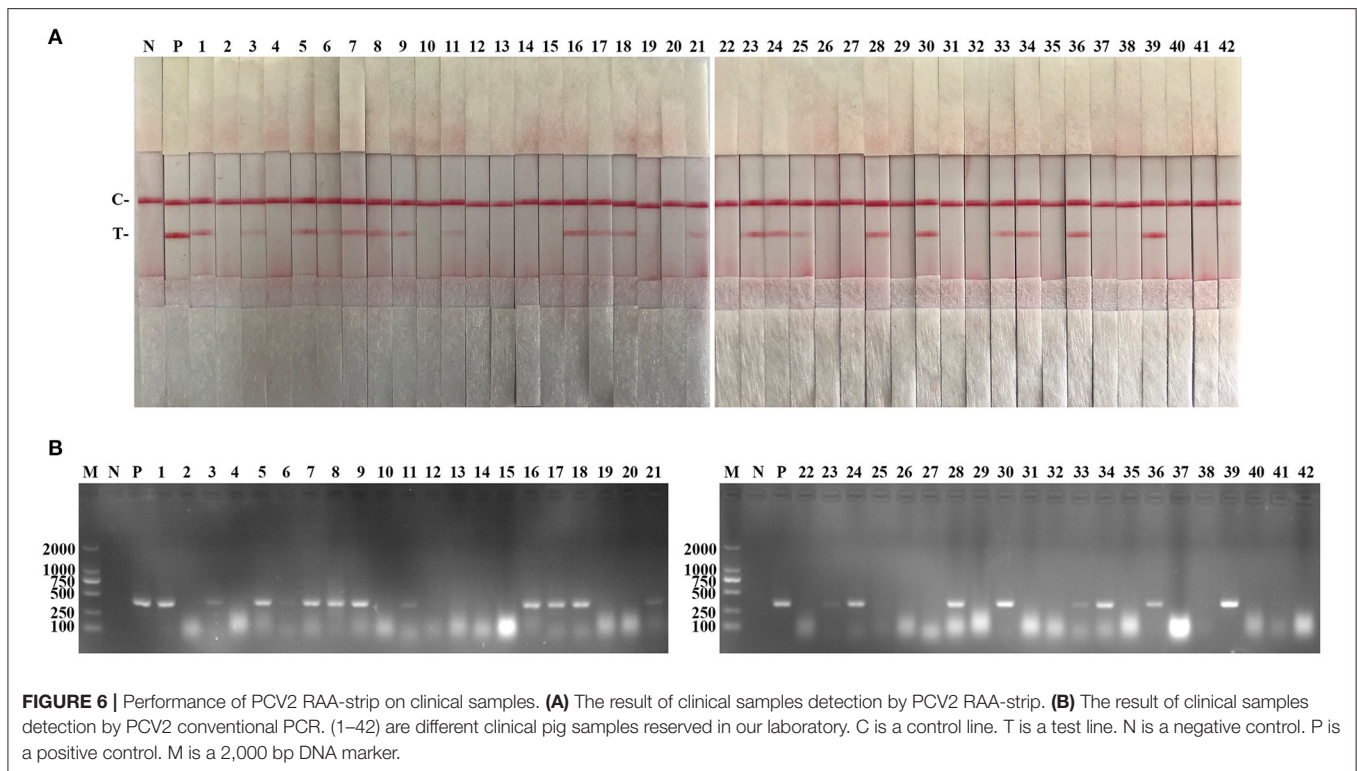 A
N P 1 2 3 4 5 6 7 8 9 10 11 12 13 14 15 16 17 18 19 20 21 22 23 24 25 26 27 28 29 30 31 32 33 34 35 36 37 38 39 40 41 42
C-
T-
B
M N P 1 2 3 4 5 6 7 8 9 10 11 12 13 14 15 16 17 18 19 20 21 M N P 22 23 24 25 26 27 28 29 30 31 32 33 34 35 36 37 38 39 40 41 42
2000 2000
1000 1000
750 750
500 500
250 250
100 100
FIGURE 6 | Performance of PCV2 RAA-strip on clinical samples. (A) The result of clinical samples detection by PCV2 RAA-strip. (B) The result of clinical samples
detection by PCV2 conventional PCR. (1–42) are different clinical pig samples reserved in our laboratory. C is a control line. T is a test line. N is a negative control. P is
a positive control. M is a 2,000 bp DNA marker.